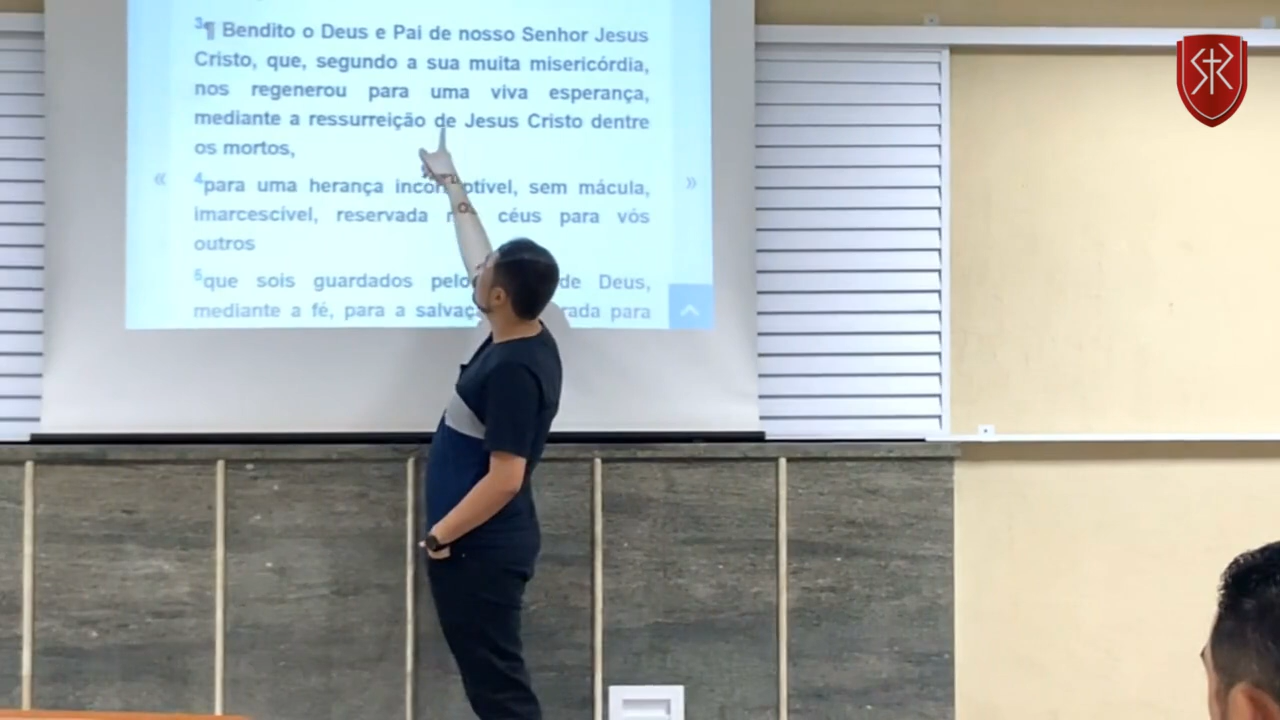 3¶ Bendito o Deus e Pai de nosso Senhor Jesus
Cristo, que, segundo a sua muita misericórdia,
nos regenerou para uma viva esperança,
mediante a ressurreição de Jesus Cristo dentre
os mortos,
4para uma herança incorruptível, sem mácula,
imarcescível, reservada céus para vós
outros
5que sois guardados pelo de Deus,
mediante a fé, para a salvação para